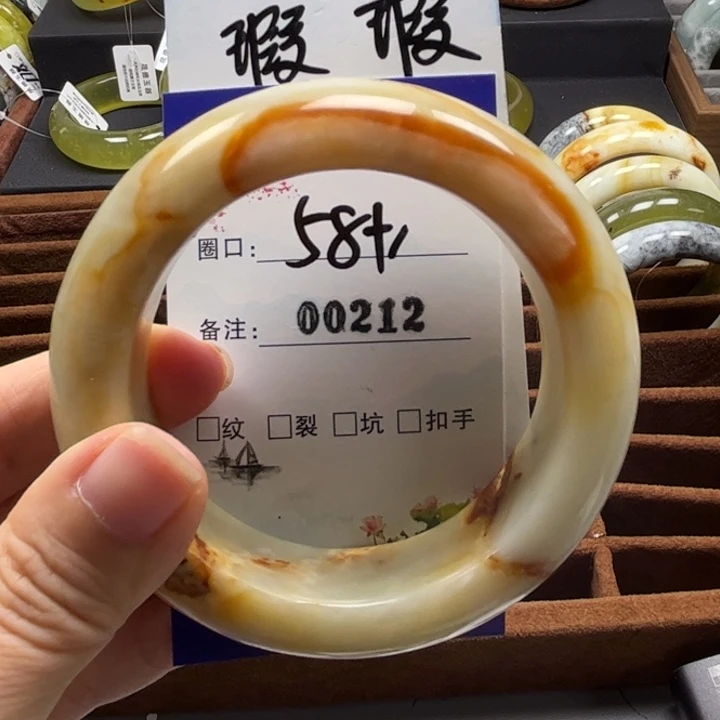 瑕 瑕
圈口: 58+
备注: 00212
□纹 □裂 □坑 □扣手